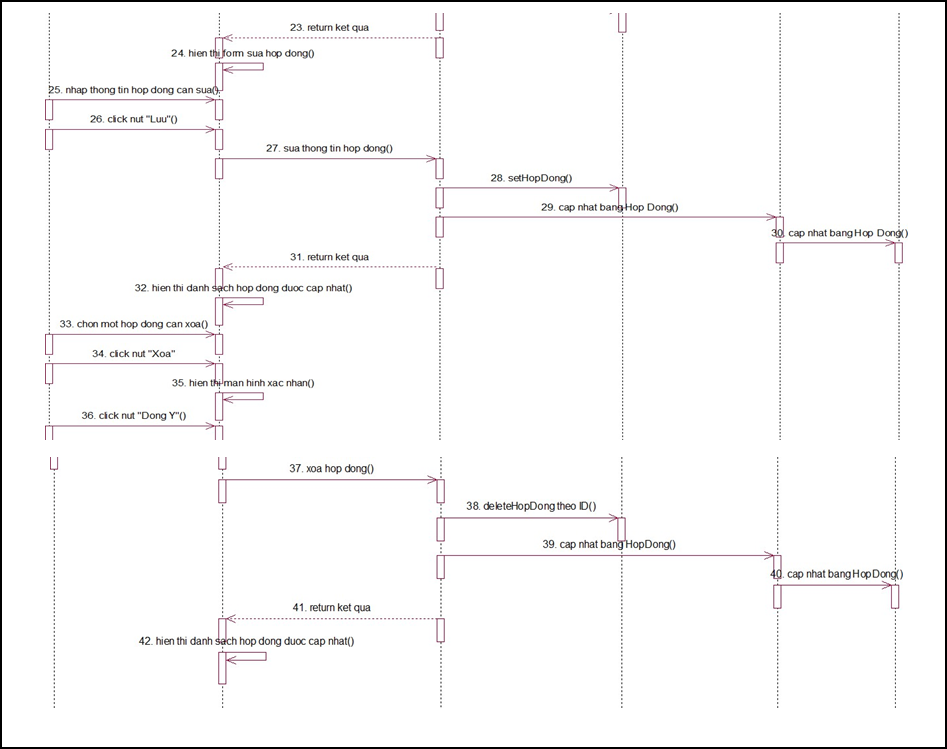 23. return ket qua
24. hien thi form sua hop dong()
25. nhap thong tin hop dong can sua()
26. click nut "Luu"()
27. sua thong tin hop dong()
28. setHopDong()
29. cap nhat bang Hop Dong()
30. cap nhat bang Hop Dong()
31. return ket qua
32. hien thi danh sach hop dong duoc cap nhat()
33. chon mot hop dong can xoa()
34. click nut "Xoa"
35. hien thi man hinh xac nhan()
36. click nut "Dong Y"()
37. xoa hop dong()
38. deleteHopDong theo ID()
39. cap nhat bang HopDong()
40. cap nhat bang HopDong()
41. return ket qua
42. hien thi danh sach hop dong duoc cap nhat()